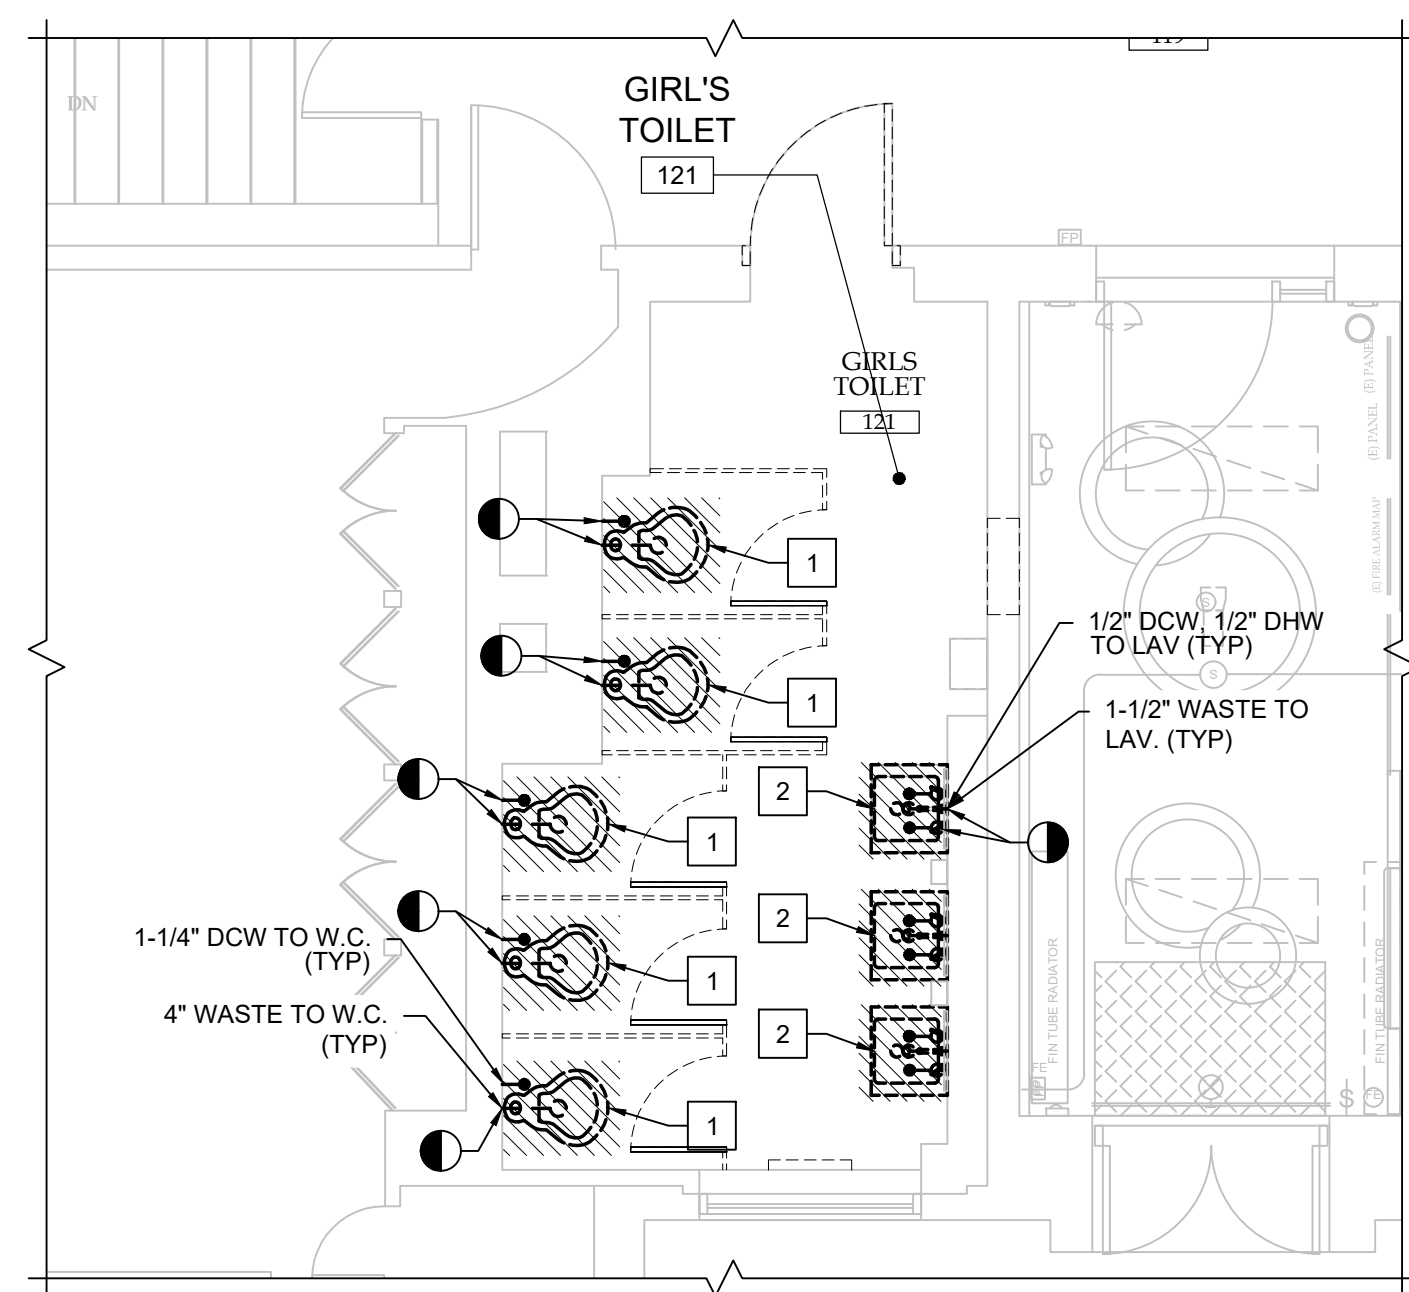 DN
GIRL'S
TOILET
121
FP
GIRLS
TOILET
121
(E) PANEL
(E) PANEL
(E) FIRE ALARM MAP
1
S
1/2" DCW, 1/2" DHW
TO LAV (TYP)
S
1
1-1/2" WASTE TO
LAV. (TYP)
2
1
2
1-1/4" DCW TO W.C.
(TYP)
1
4" WASTE TO W.C.
(TYP)
2
1
FIN TUBE RADIATOR
FIN TUBE RADIATOR
FE
FP
S
FE